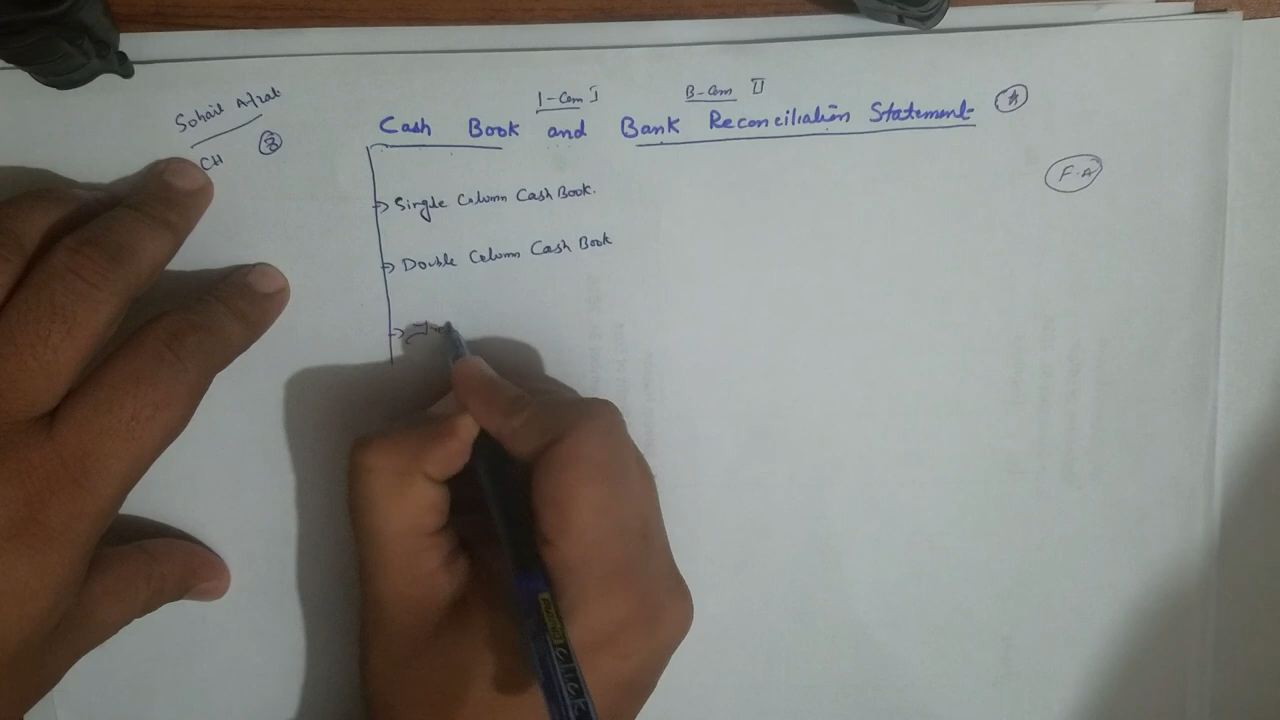 I-Com I B-Com II
Sohail Afzal
Cash Book and Bank Reconciliation Statement A
CH 3
F.A
Single Column Cash Book.
Double Column Cash Book
click